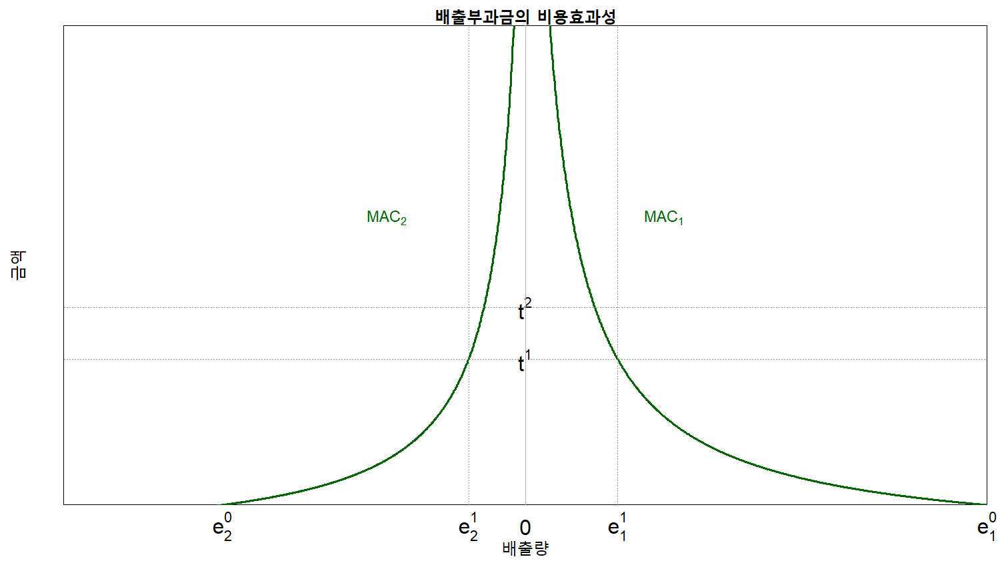 배출부과금의 비용효과성
금액
MAC₂
MAC₁
t²
t¹
e₂⁰
e₂¹
0
e₁¹
e₁⁰
배출량